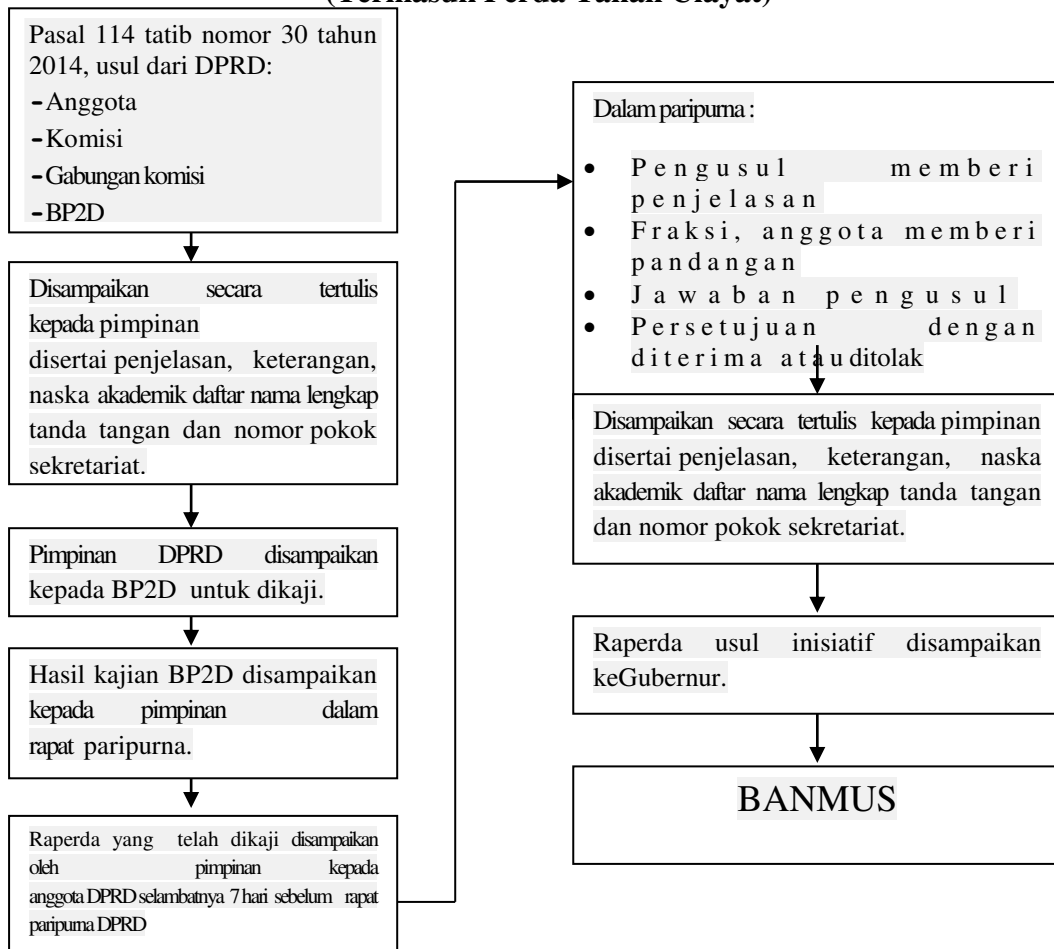 (Termasuh Perda Tanah Ulayat)
Pasal 114 tatib nomor 30 tahun
2014, usul dari DPRD:
-Anggota
-Komisi
-Gabungan komisi
-BP2D
Disampaikan secara tertulis
kepada pimpinan
disertai penjelasan, keterangan,
naska akademik daftar nama lengkap
tanda tangan dan nomor pokok
sekretariat.
Pimpinan DPRD disampaikan
kepada BP2D untuk dikaji.
Hasil kajian BP2D disampaikan
kepada pimpinan dalam
rapat paripurna.
Raperda yang telah dikaji disampaikan
oleh pimpinan kepada
anggota DPRD selambatnya 7 hari sebelum rapat
paripurna DPRD
Dalam paripurna :
• Pengusul memberi
penjelasan
• Fraksi, anggota memberi
pandangan
• Jawaban pengusul
• Persetujuan dengan
diterima atau ditolak
Disampaikan secara tertulis kepada pimpinan
disertai penjelasan, keterangan, naska
akademik daftar nama lengkap tanda tangan
dan nomor pokok sekretariat.
Raperda usul inisiatif disampaikan
keGubernur.
BANMUS